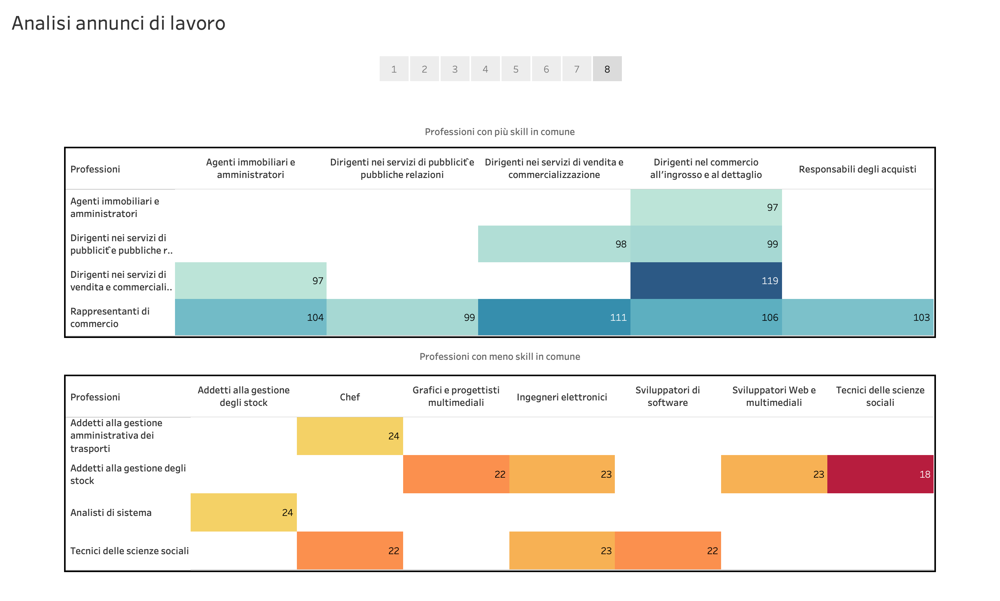 Analisi annunci di lavoro
1 2 3 4 5 6 7 8
Professioni con più skill in comune
Professioni
Agenti immobiliari e
amministratori
Dirigenti nei servizi di pubblicit ̂e
pubbliche relazioni
Dirigenti nei servizi di vendita e
commercializzazione
Dirigenti nel commercio
all'ingrosso e al dettaglio
Responsabili degli acquisti
Agenti immobiliari e
amministratori
97
Dirigenti nei servizi di
pubblicit ̂e pubbliche r..
98 99
Dirigenti nei servizi di
vendita e commerciali..
97 119
Rappresentanti di
commercio
104 99 111 106 103
Professioni con meno skill in comune
Professioni
Addetti alla gestione
degli stock
Chef
Grafici e progettisti
multimediali
Ingegneri elettronici
Sviluppatori di
software
Sviluppatori Web e
multimediali
Tecnici delle scienze
sociali
Addetti alla gestione
amministrativa dei
trasporti
24
Addetti alla gestione degli
stock
22 23 23 18
Analisti di sistema
24
Tecnici delle scienze sociali
22 23 22